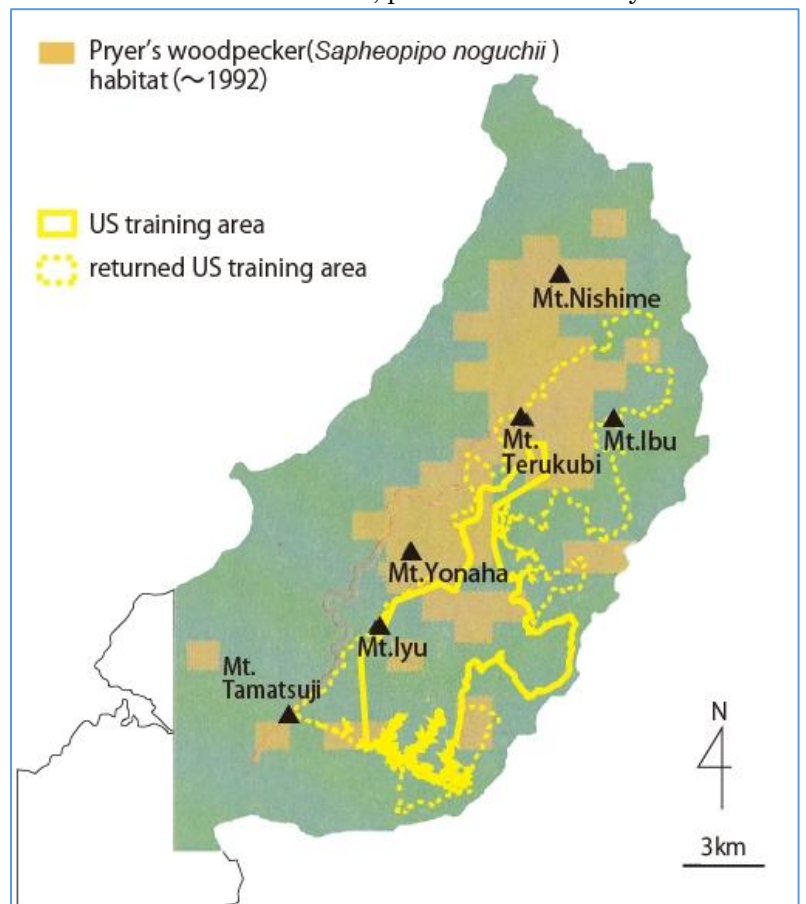 Pryer's woodpecker(Sapheopipo noguchii )
habitat (～1992)
US training area
returned US training area
Mt.Nishime
Mt.
Terukubi
Mt.Ibu
Mt.Yonaha
Mt.Iyu
Mt.
Tamatsuji
N
3km